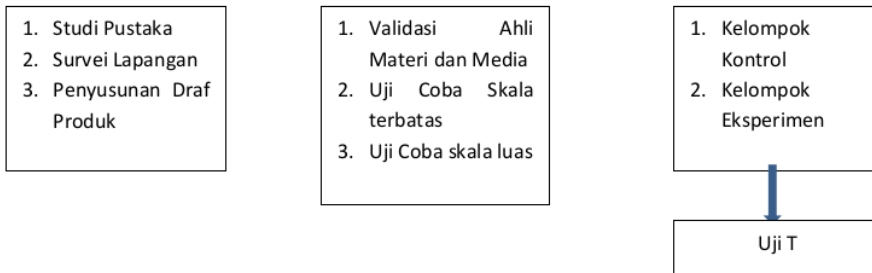 1. Studi Pustaka
2. Survei Lapangan
3. Penyusunan Draf
Produk
1. Validasi Ahli
Materi dan Media
2. Uji Coba Skala
terbatas
3. Uji Coba skala luas
1. Kelompok
Kontrol
2. Kelompok
Eksperimen
Uji T